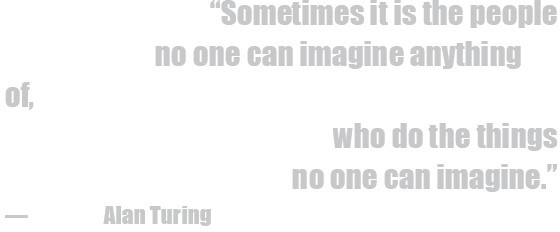 “Sometimes it is the people
no one can imagine anything
of,
who do the things
no one can imagine.”
— Alan Turing